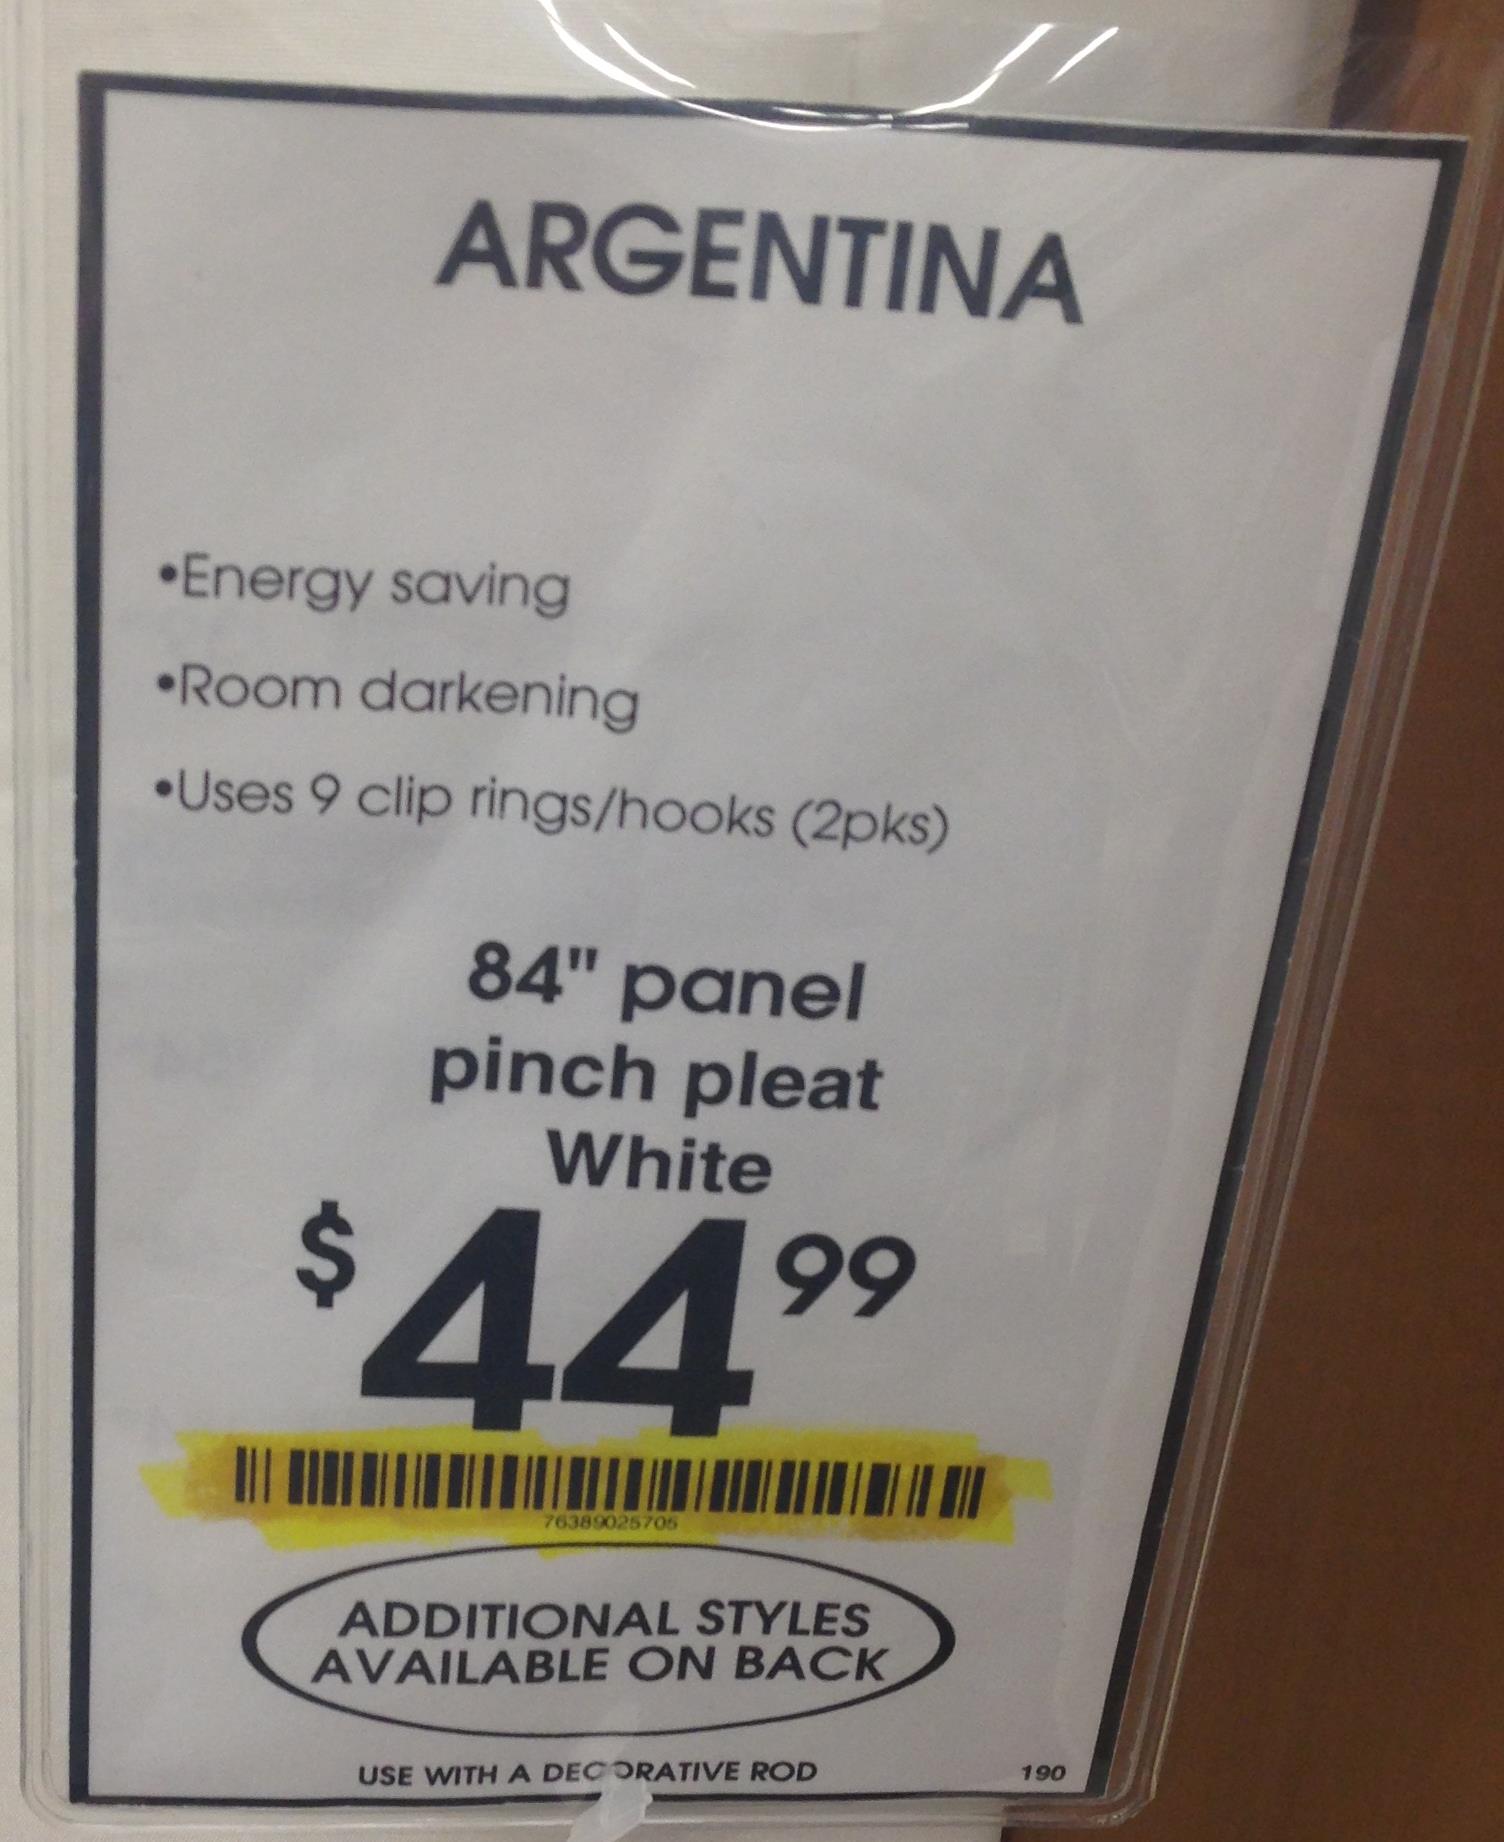 ARGENTINA
•Energy saving
•Room darkening
•Uses 9 clip rings/hooks (2pks)
84" panel
pinch pleat
White
$ 44 99
76389025705
ADDITIONAL STYLES
AVAILABLE ON BACK
USE WITH A DECORATIVE ROD 190